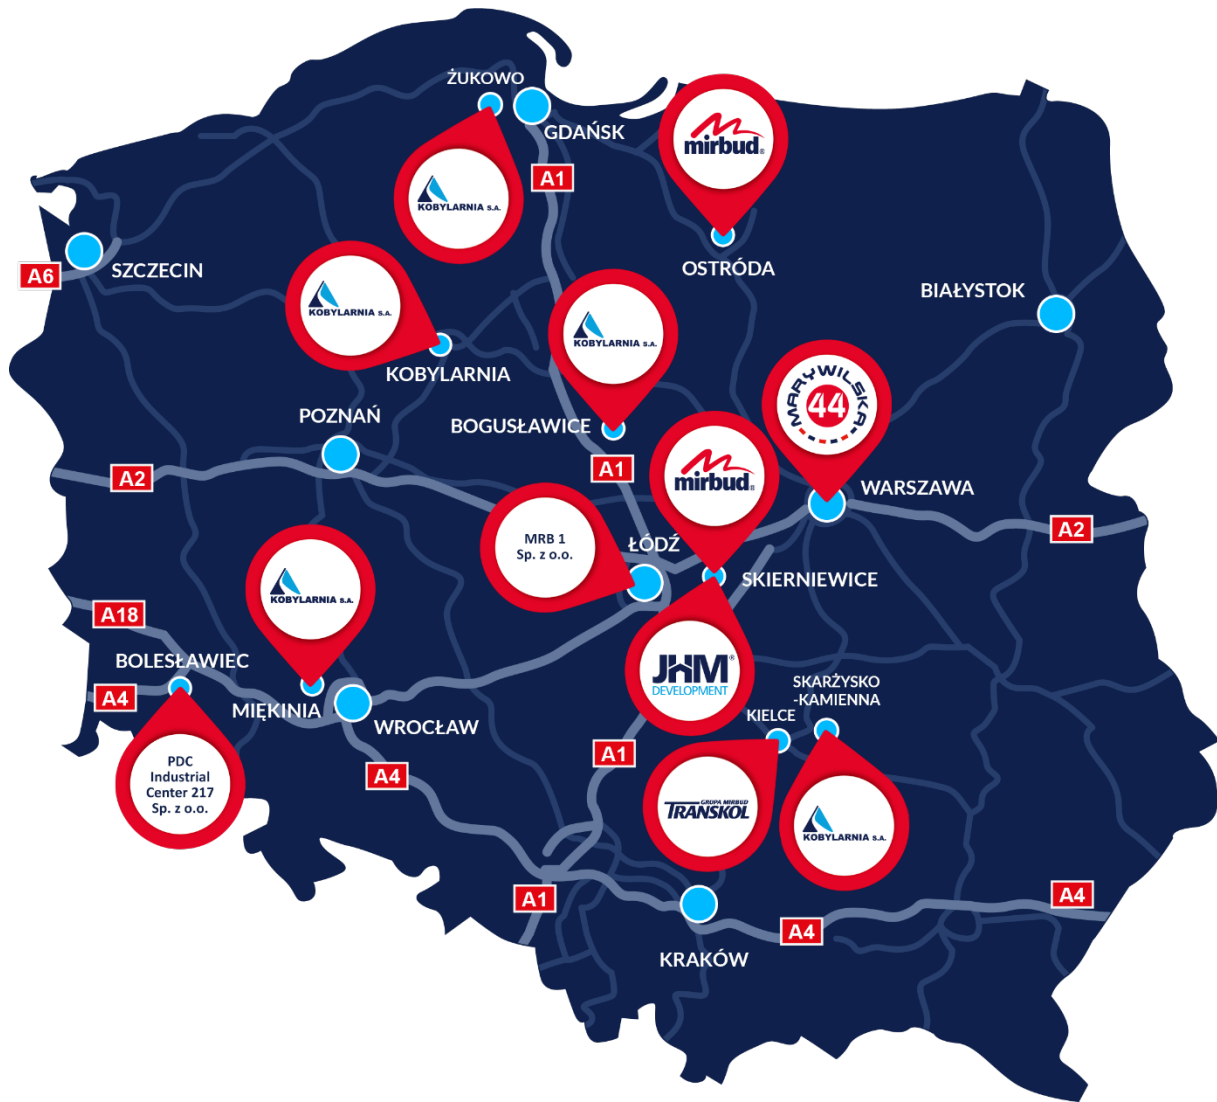 ŻUKOWO
GDAŃSK
A1
KOBYLARNIA S.A.
mirbud®
OSTRÓDA
SZCZECIN
A6
BIAŁYSTOK
KOBYLARNIA S.A.
KOBYLARNIA
KOBYLARNIA S.A.
BOGUSŁAWICE
MARYWILSKA
44
POZNAŃ
A2
A1
mirbud®
WARSZAWA
A2
MRB 1
Sp. z o.o.
ŁÓDŹ
SKIERNIEWICE
KOBYLARNIA S.A.
A18
BOLESŁAWIEC
A4
MIĘKINIA
WROCŁAW
JHM®
DEVELOPMENT
SKARŻYSKO
-KAMIENNA
KIELCE
A1
A4
PDC
Industrial
Center 217
Sp. z o.o.
GRUPA MIRBUD
TRANSKOL
KOBYLARNIA S.A.
A1
A4
A4
KRAKÓW